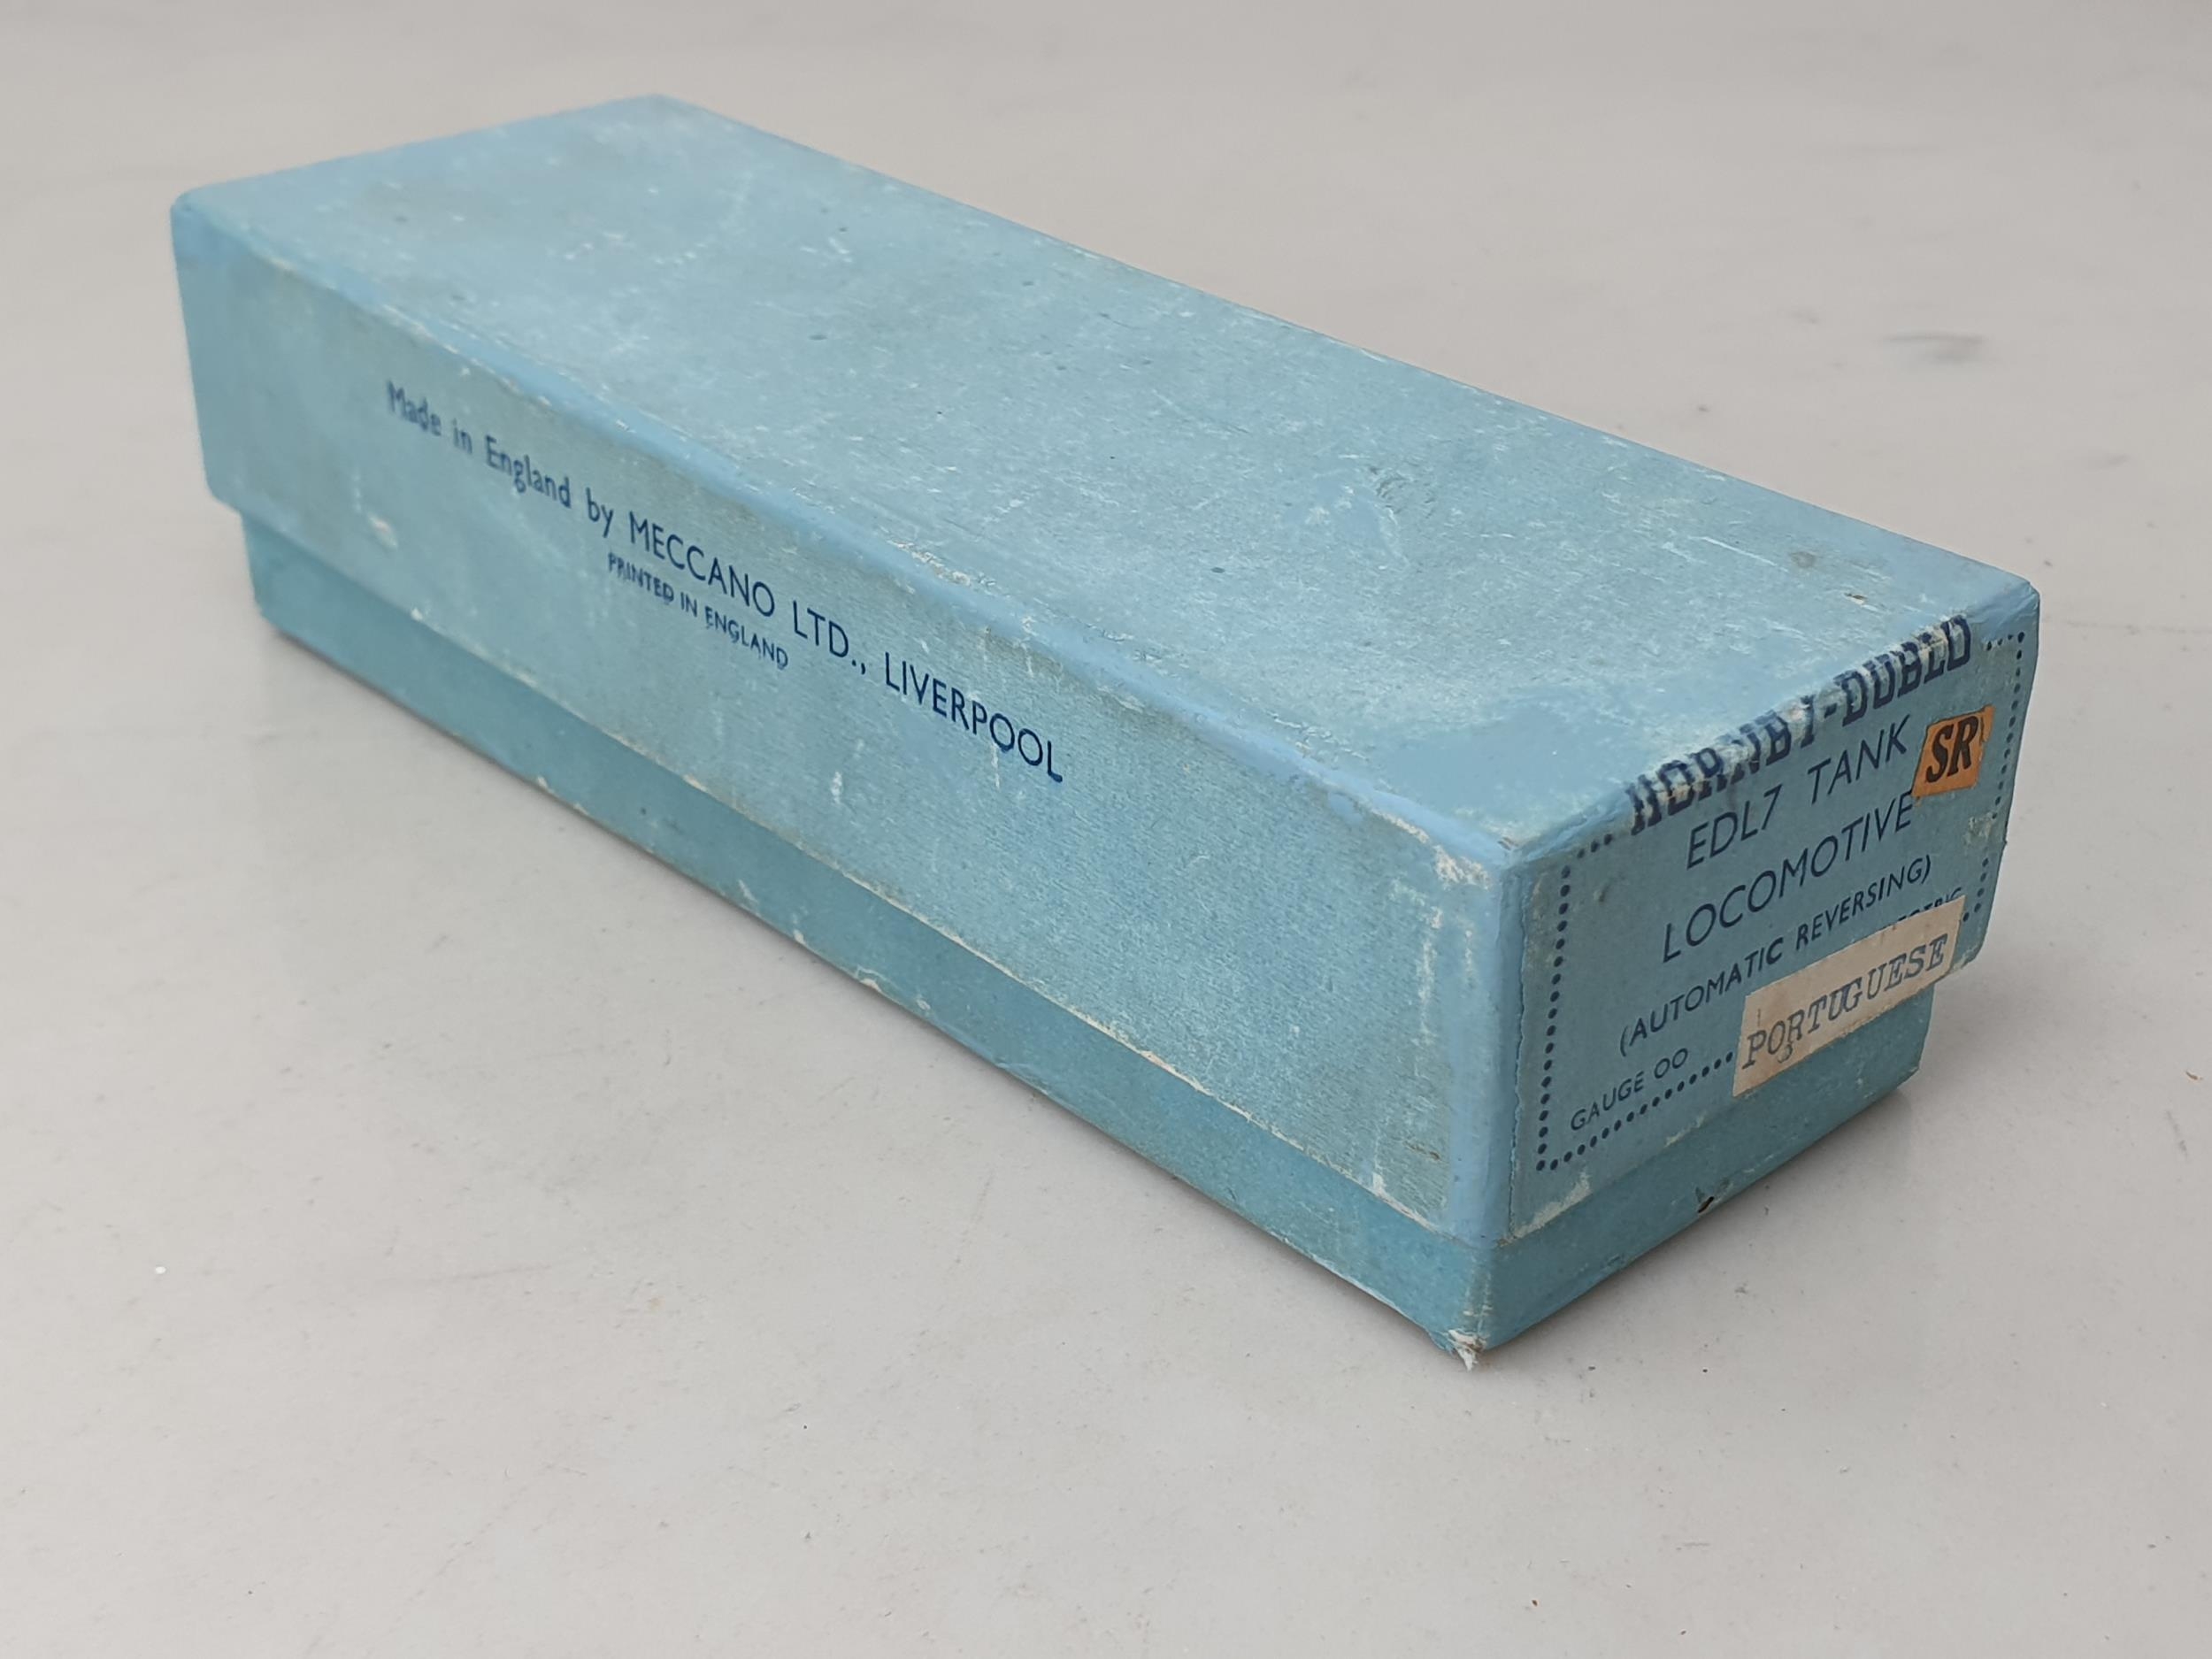 Made in England by MECCANO LTD., LIVERPOOL
PRINTED IN ENGLAND
HORNBY-DUBLO
EDL7 TANK SR
LOCOMOTIVE
(AUTOMATIC REVERSING)
GAUGE OO
PORTUGUESE